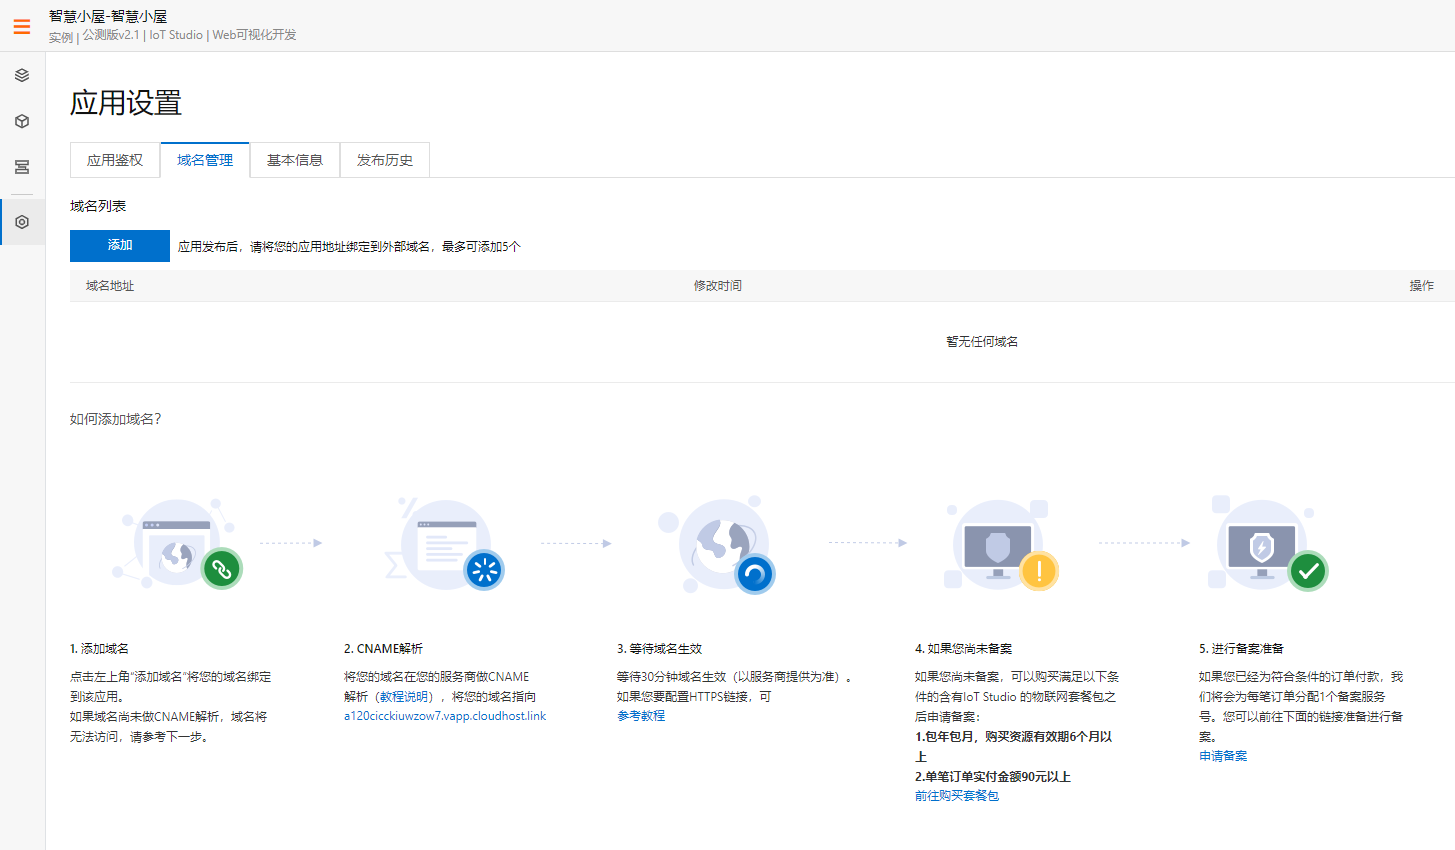 智慧小屋-智慧小屋
实例 | 公测版v2.1 | IoT Studio | Web可视化开发
应用设置
应用鉴权 域名管理 基本信息 发布历史
域名列表
添加 应用发布后，请将您的应用地址绑定到外部域名，最多可添加5个
域名地址 修改时间 操作
暂无任何域名
如何添加域名？
1. 添加域名
点击左上角“添加域名”将您的域名绑定
到该应用。
如果域名尚未做CNAME解析，域名将
无法访问，请参考下一步。
2. CNAME解析
将您的域名在您的服务商做CNAME
解析（教程说明），将您的域名指向
a120cicckiuwzow7.vapp.cloudhost.link
3. 等待域名生效
等待30分钟域名生效（以服务商提供为准）。
如果您要配置HTTPS链接，可
参考教程
4. 如果您尚未备案
如果您尚未备案，可以购买满足以下条
件的含有IoT Studio 的物联网套餐包之
后申请备案：
1.包年包月，购买资源有效期6个月以
上
2.单笔订单实付金额90元以上
前往购买套餐包
5. 进行备案准备
如果您已经为符合条件的订单付款，我
们将会为每笔订单分配1个备案服务
号。您可以前往下面的链接准备进行备
案。
申请备案